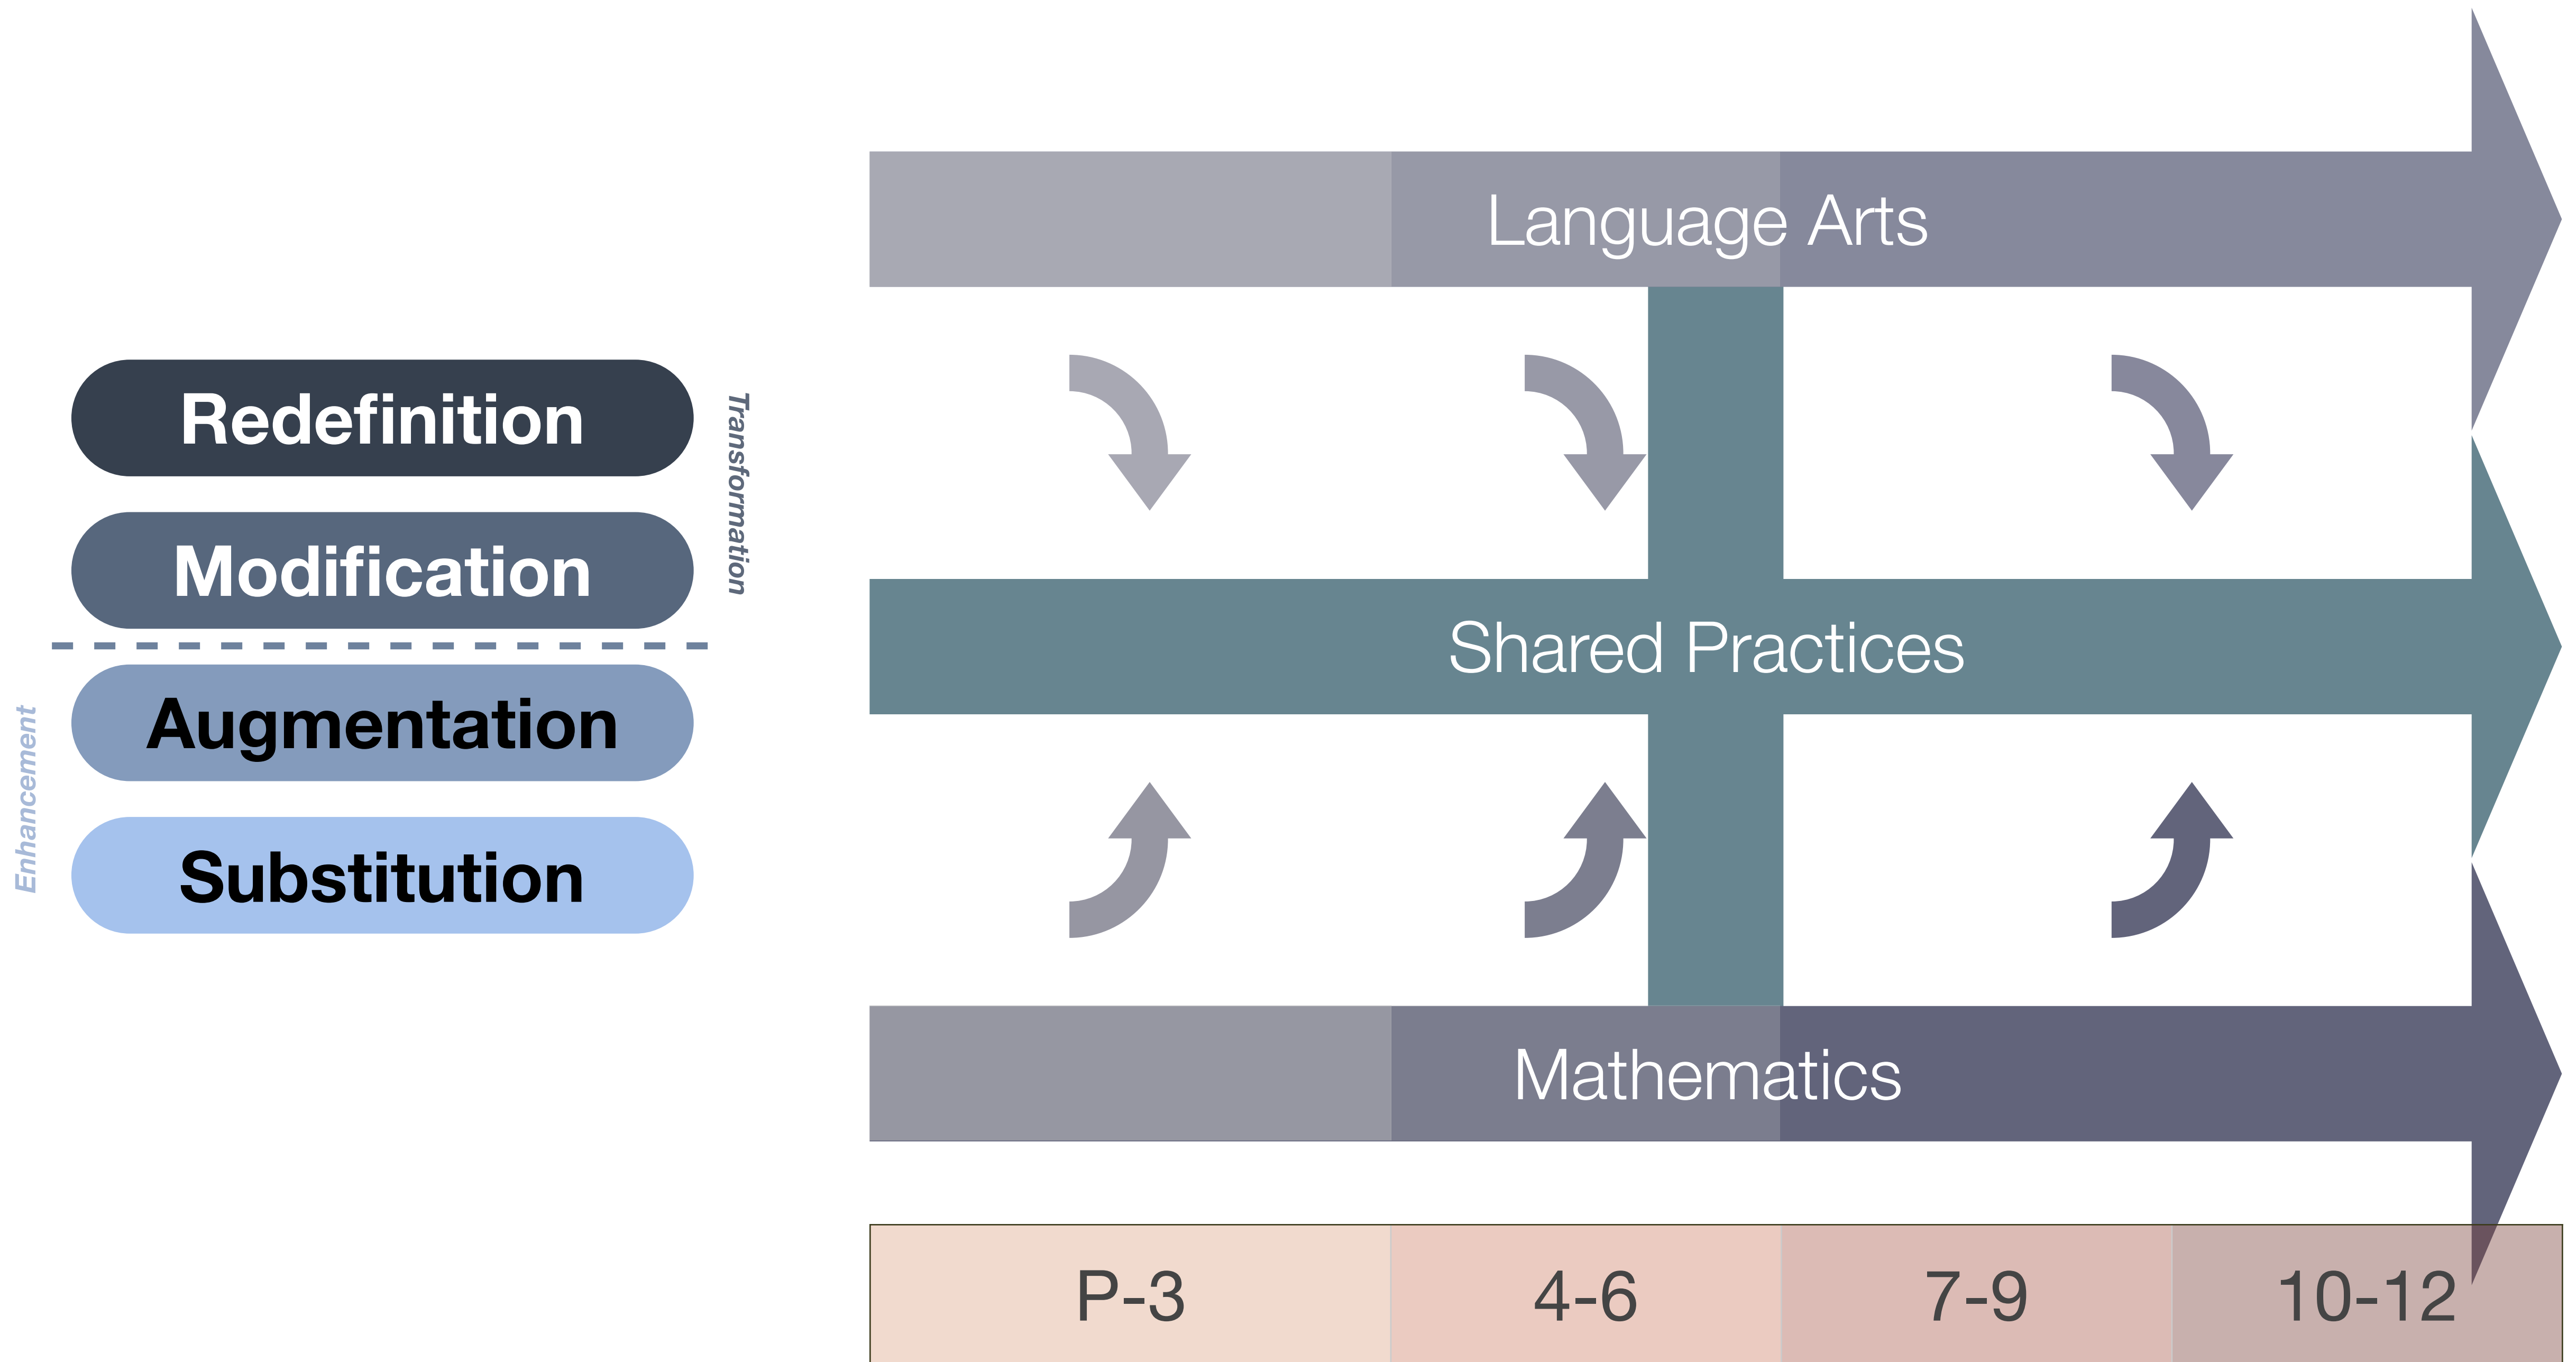 Redefinition
Modification
Transformation
Augmentation
Substitution
Enhancement
Language Arts
Shared Practices
Mathematics
P-3
4-6
7-9
10-12